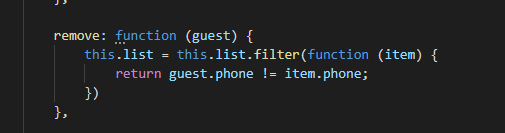 },
remove: function (guest) {
this.list = this.list.filter(function (item) {
return guest.phone != item.phone;
})
},